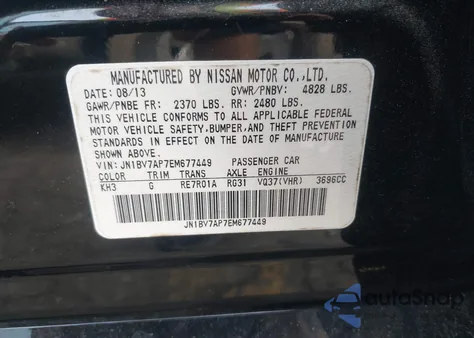 MANUFACTURED BY NISSAN MOTOR CO.,LTD.
DATE: 08/13 GVWR/PNBV: 4828 LBS.
GAWR/PNBE FR: 2370 LBS. RR: 2480 LBS.
THIS VEHICLE CONFORMS TO ALL APPLICABLE FEDERAL
MOTOR VEHICLE SAFETY,BUMPER,AND THEFT PREVENTION
STANDARDS IN EFFECT ON THE DATE OF MANUFACTURE
SHOWN ABOVE.
VIN: JN1BV7AP7EM677449 PASSENGER CAR
COLOR TRIM TRANS AXLE ENGINE
KH3 G RE7R01A RG31 VQ37(VHR) 3696CC
JN1BV7AP7EM677449
autoSnap